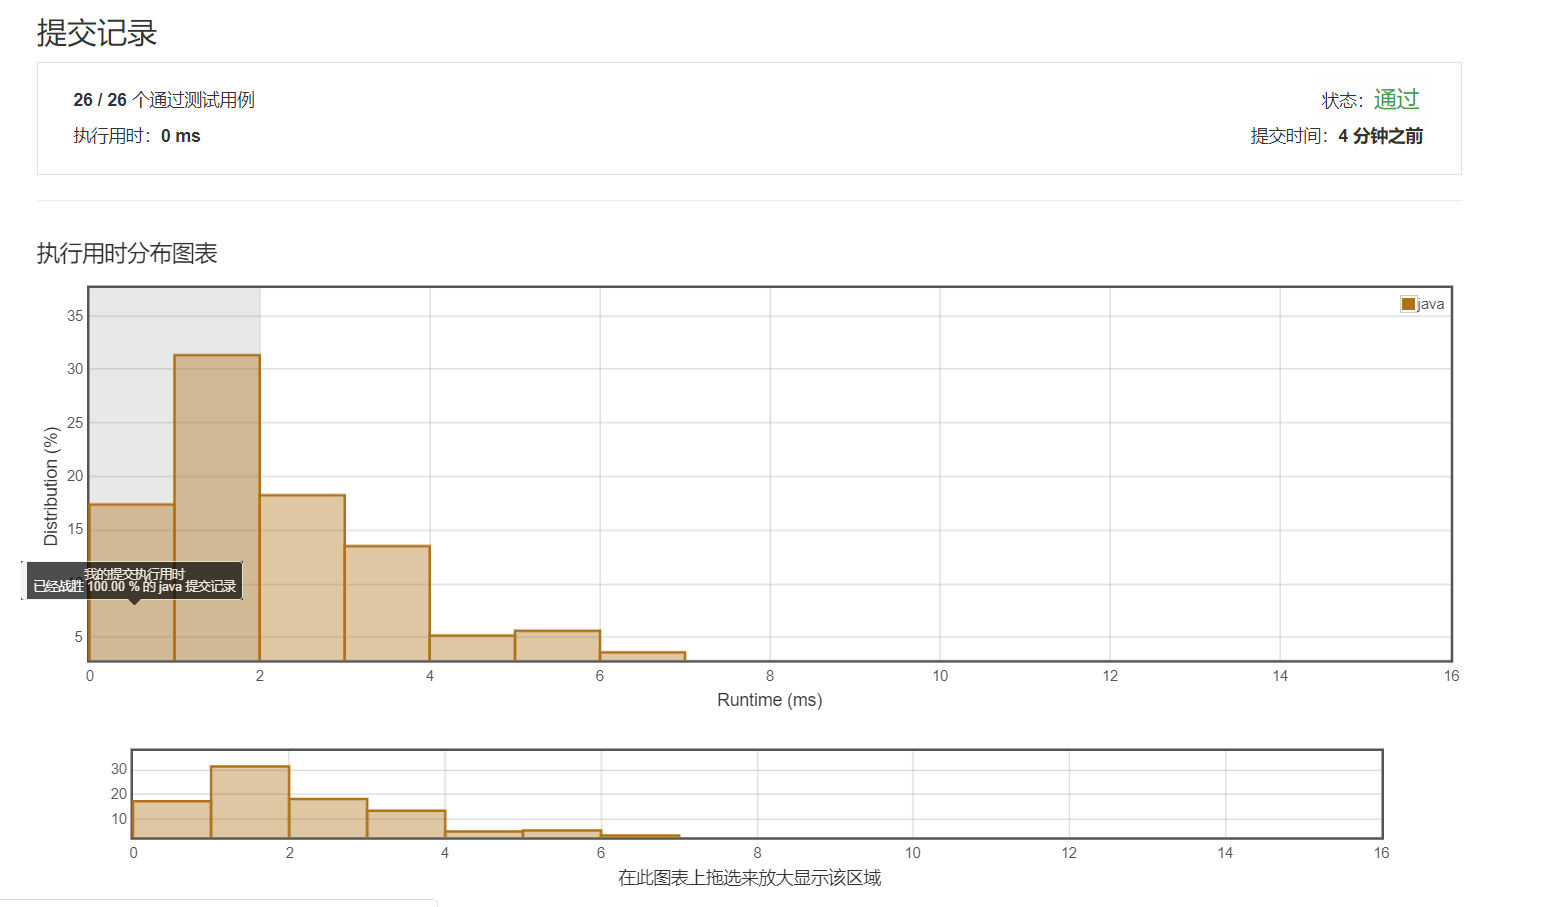 提交记录
26 / 26 个通过测试用例
状态：通过
执行用时：0 ms
提交时间：4 分钟之前
执行用时分布图表
java
35
30
25
20
15
5
Distribution (%)
我的提交执行用时
已经战胜 100.00 % 的 java 提交记录
0 2 4 6 8 10 12 14 16
Runtime (ms)
30
20
10
0 2 4 6 8 10 12 14 16
在此图表上拖选来放大显示该区域